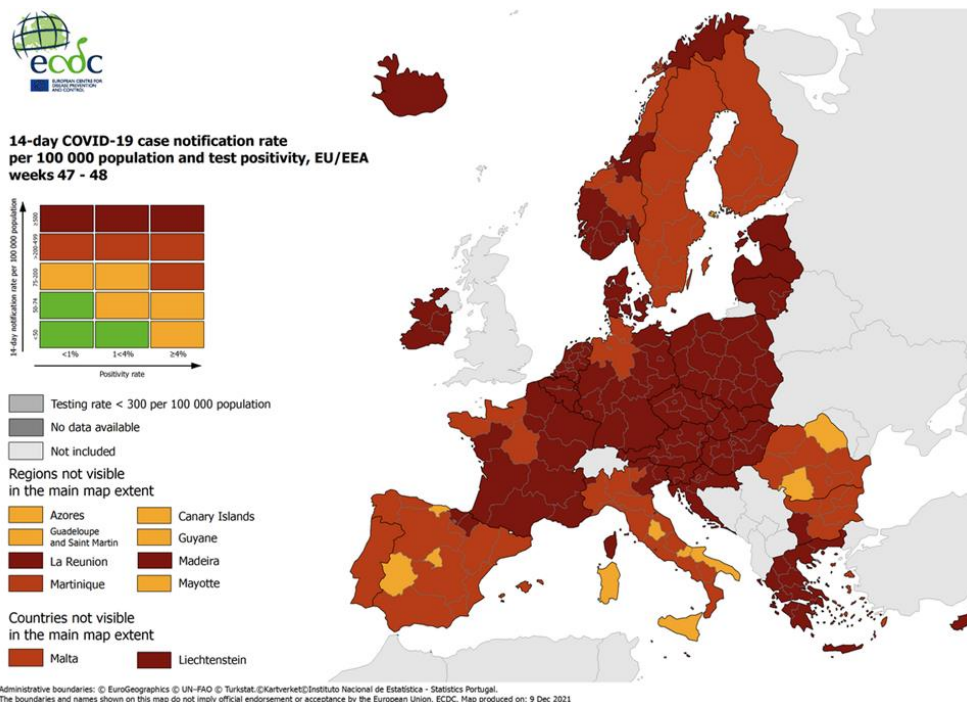 ecdc
EUROPEAN CENTRE FOR
DISEASE PREVENTION
AND CONTROL
14-day COVID-19 case notification rate
per 100 000 population and test positivity, EU/EEA
weeks 47 - 48
14-day notification rate per 100 000 population
≥500
>200-499
75-200
50-74
<50
<1%
1<4%
≥4%
Positivity rate
Testing rate < 300 per 100 000 population
No data available
Not included
Regions not visible
in the main map extent
Azores
Canary Islands
Guadeloupe
and Saint Martin
Guyane
La Reunion
Madeira
Martinique
Mayotte
Countries not visible
in the main map extent
Malta
Liechtenstein
Administrative boundaries: © EuroGeographics © UN-FAO © Turkstat.©Kartverket©Instituto Nacional de Estatística - Statistics Portugal.
The boundaries and names shown on this map do not imply official endorsement or acceptance by the European Union. ECDC. Map produced on: 9 Dec 2021